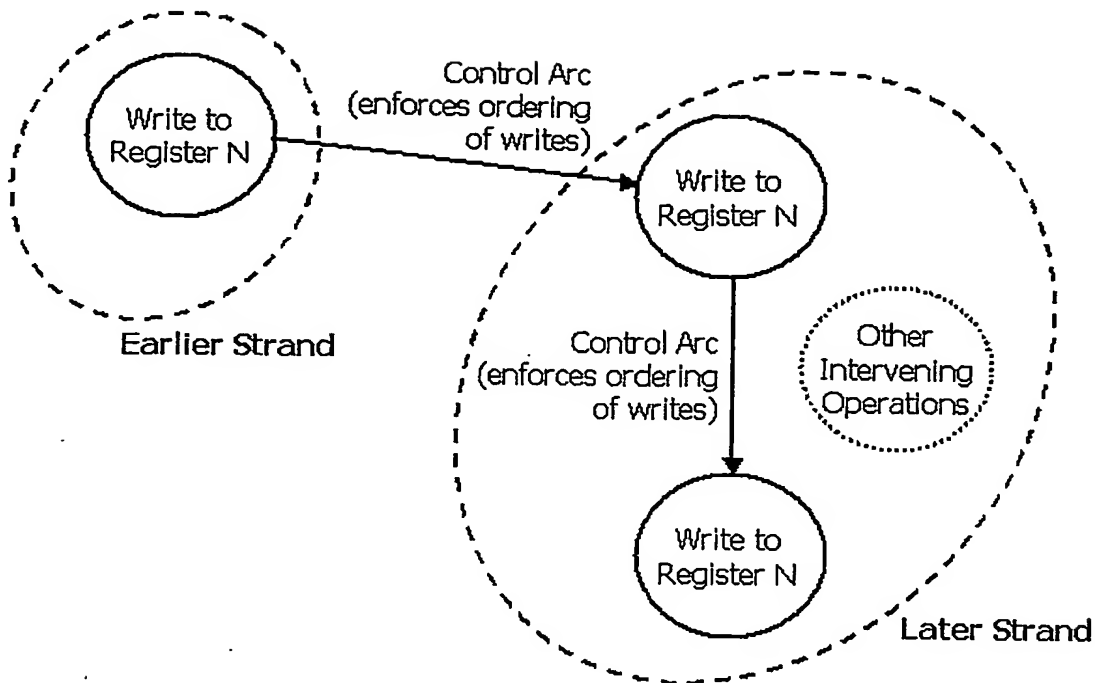 Control Arc
(enforces ordering
of writes)
Write to
Register N
Write to
Register N
Earlier Strand
Control Arc
(enforces ordering
of writes)
Other
Intervening
Operations
Write to
Register N
Later Strand